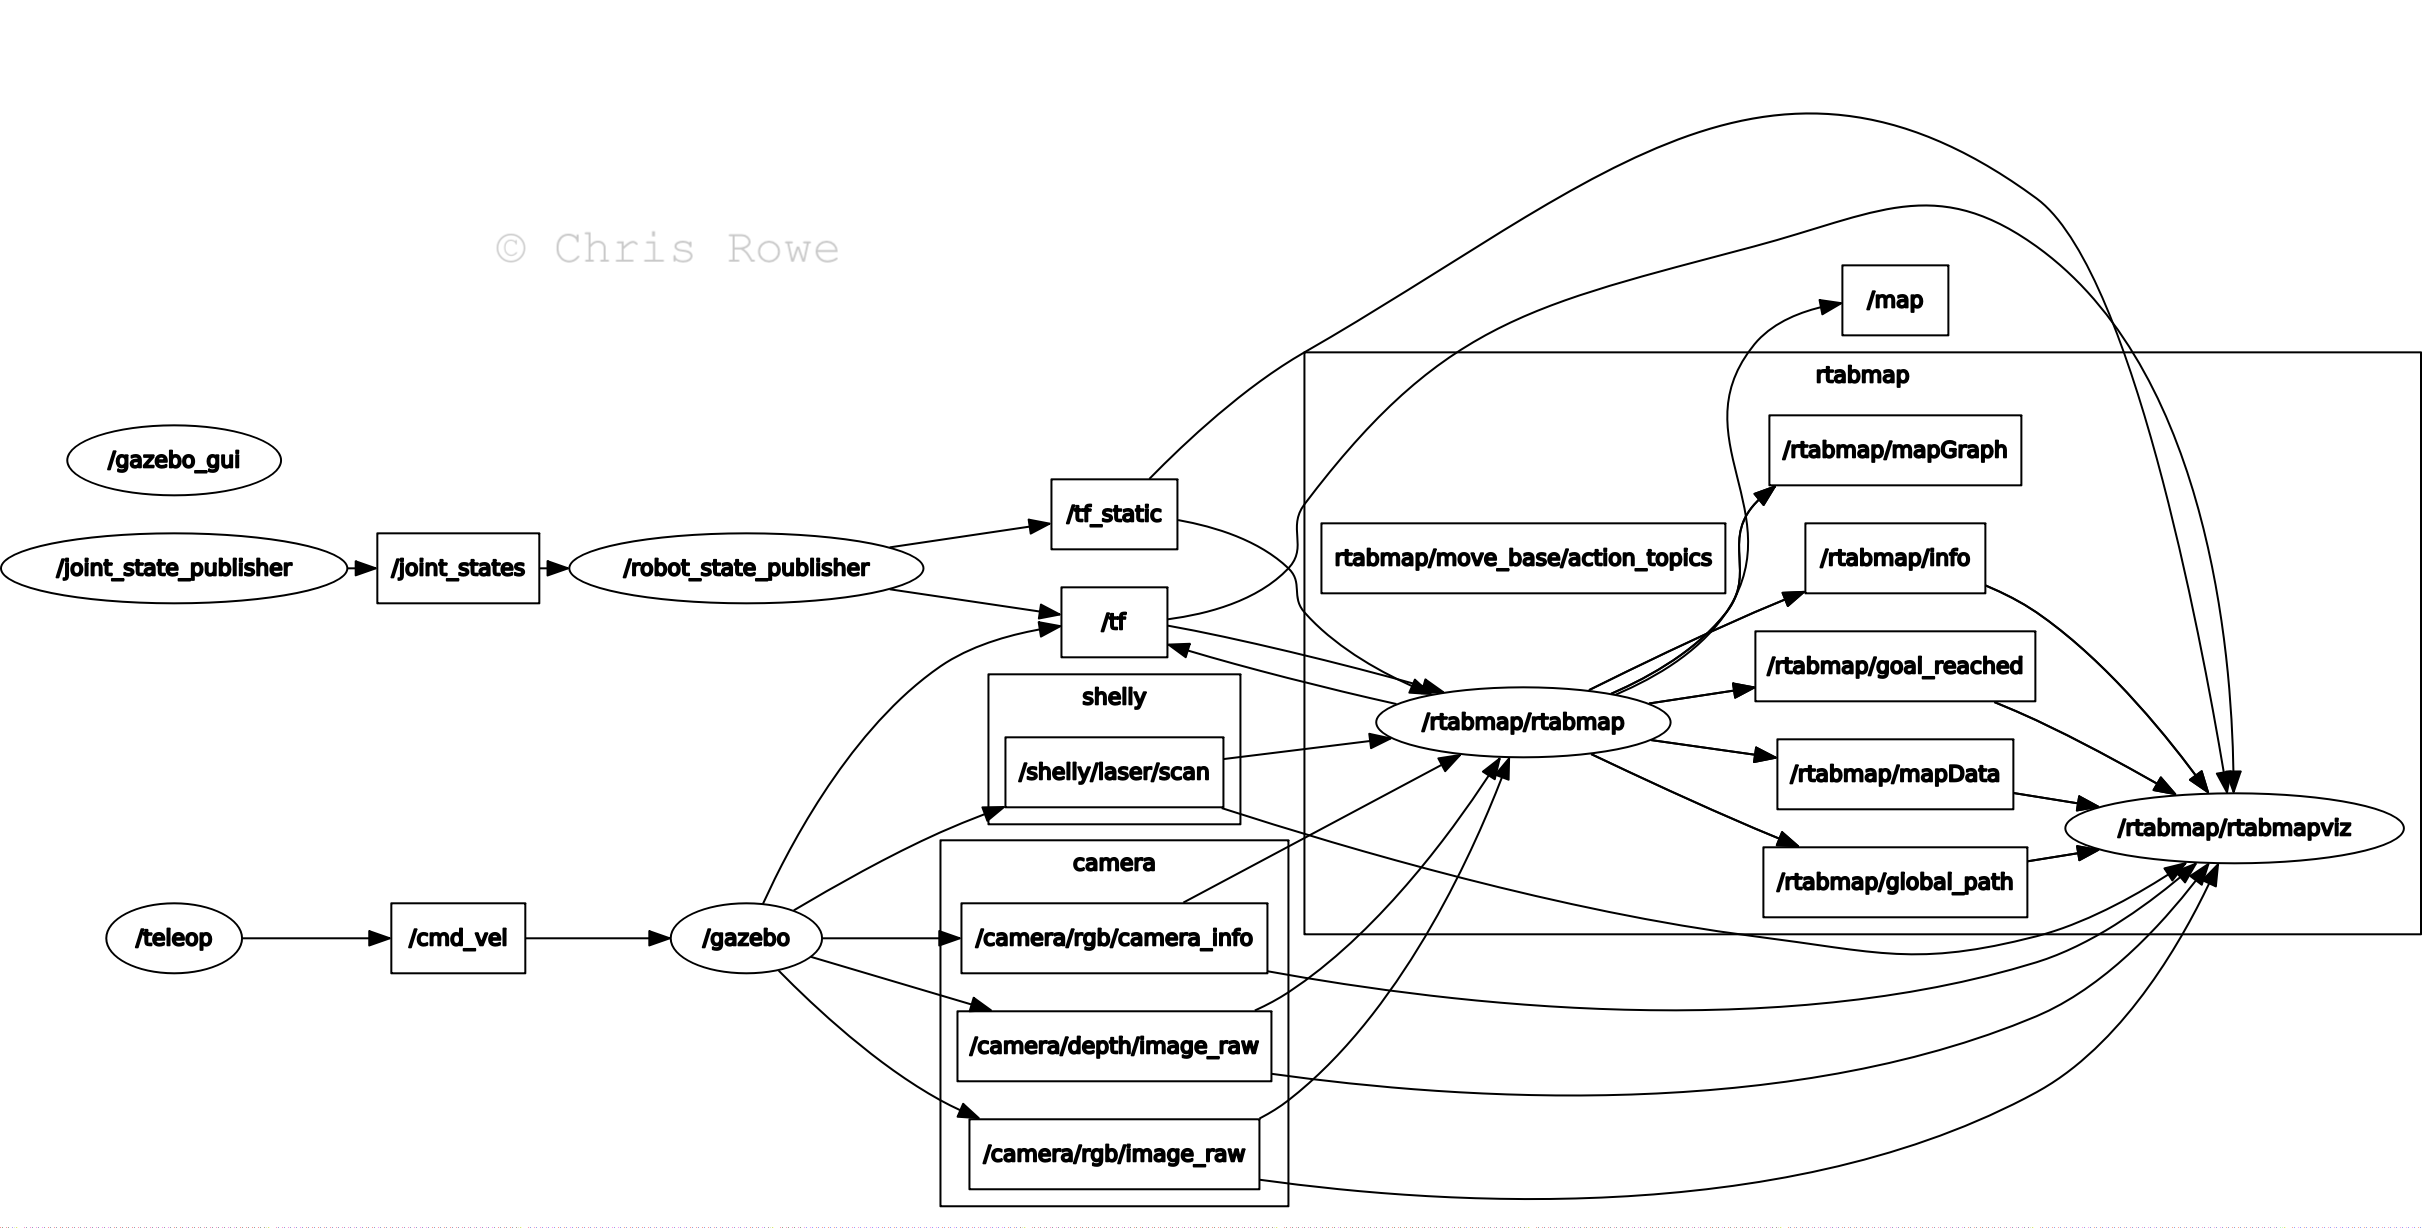 © Chris Rowe
/map
rtabmap
/gazebo_gui
/rtabmap/mapGraph
/tf_static
rtabmap/move_base/action_topics
/rtabmap/info
/joint_state_publisher
/joint_states
/robot_state_publisher
/tf
/rtabmap/goal_reached
shelly
/rtabmap/rtabmap
/shelly/laser/scan
/rtabmap/mapData
/rtabmap/rtabmapviz
camera
/rtabmap/global_path
/teleop
/cmd_vel
/gazebo
/camera/rgb/camera_info
/camera/depth/image_raw
/camera/rgb/image_raw